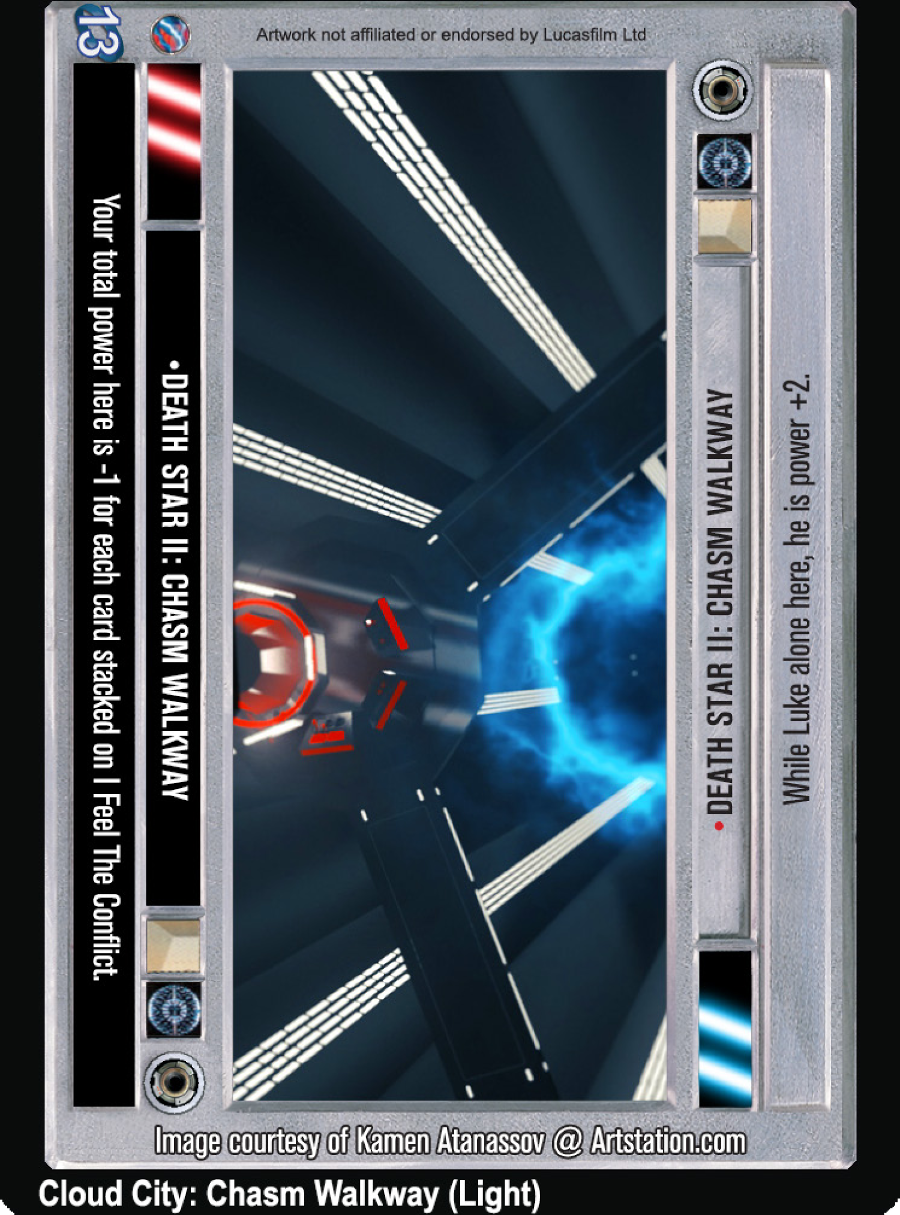 13
Artwork not affiliated or endorsed by Lucasfilm Ltd
Your total power here is -1 for each card stacked on I Feel The Conflict.
•DEATH STAR II: CHASM WALKWAY
•DEATH STAR II: CHASM WALKWAY
While Luke alone here, he is power +2.
Image courtesy of Kamen Atanassov @ Artstation.com
Cloud City: Chasm Walkway (Light)